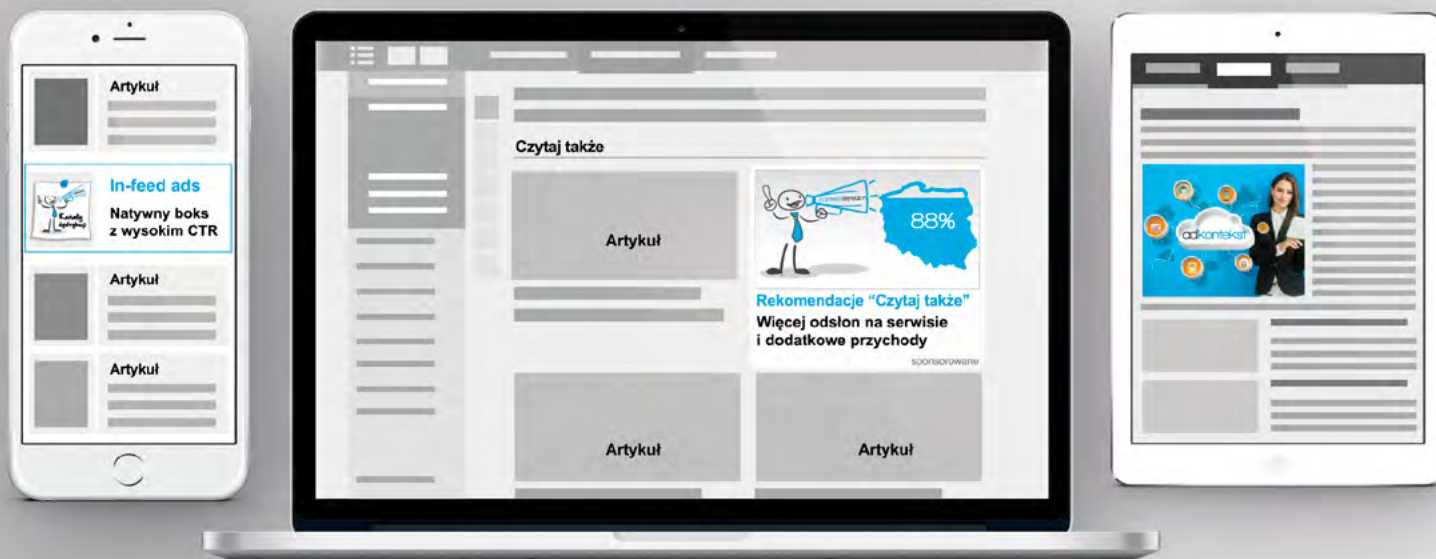 Artykuł
In-feed ads
Natywny boks
z wysokim CTR
Artykuł
Artykuł
Czytaj także
Artykuł
88%
Rekomendacje “Czytaj także”
Więcej odsłon na serwisie
i dodatkowe przychody
sponsorowane
Artykuł
Artykuł
adkontekst